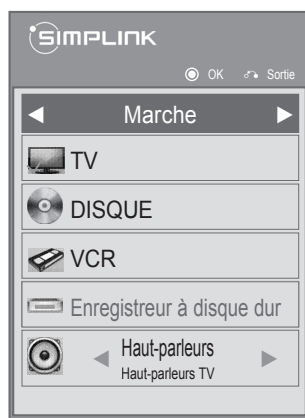 SIMPLINK
OK Sortie
Marche
TV
DISQUE
VCR
Enregistreur à disque dur
Haut-parleurs
Haut-parleurs TV